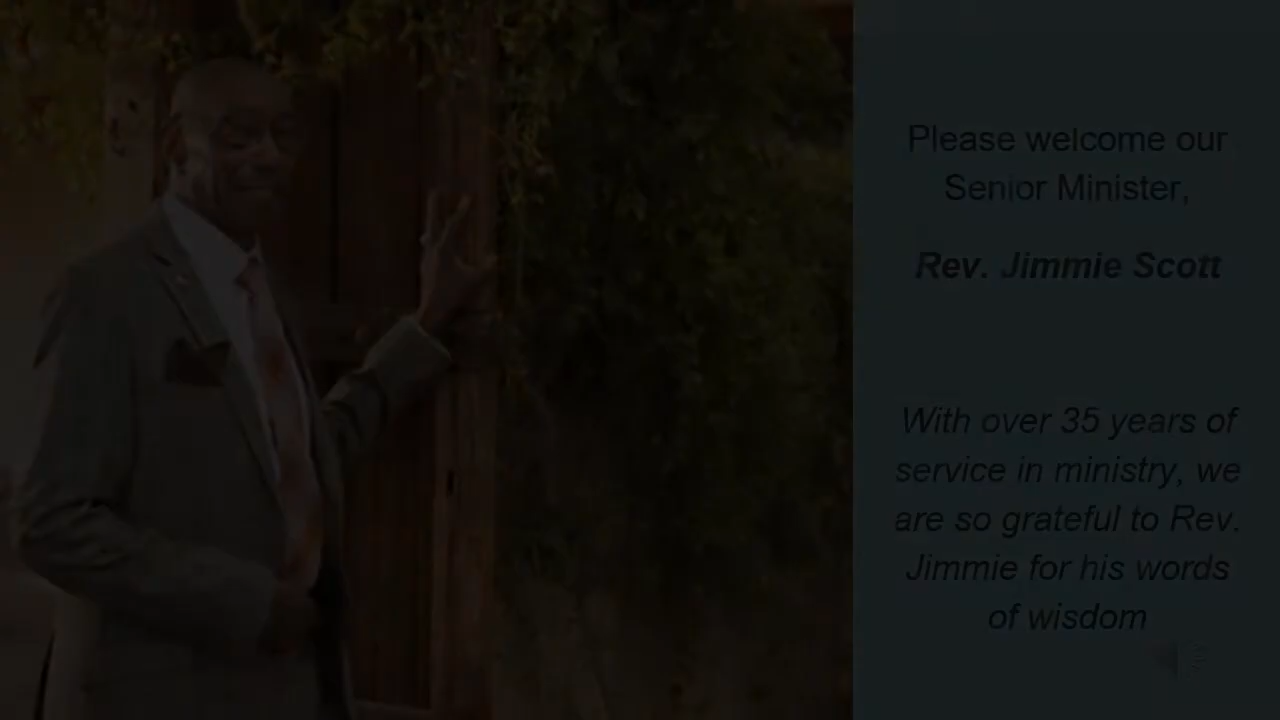 Please welcome our
Senior Minister,
Rev. Jimmie Scott
With over 35 years of
service in ministry, we
are so grateful to Rev.
Jimmie for his words
of wisdom